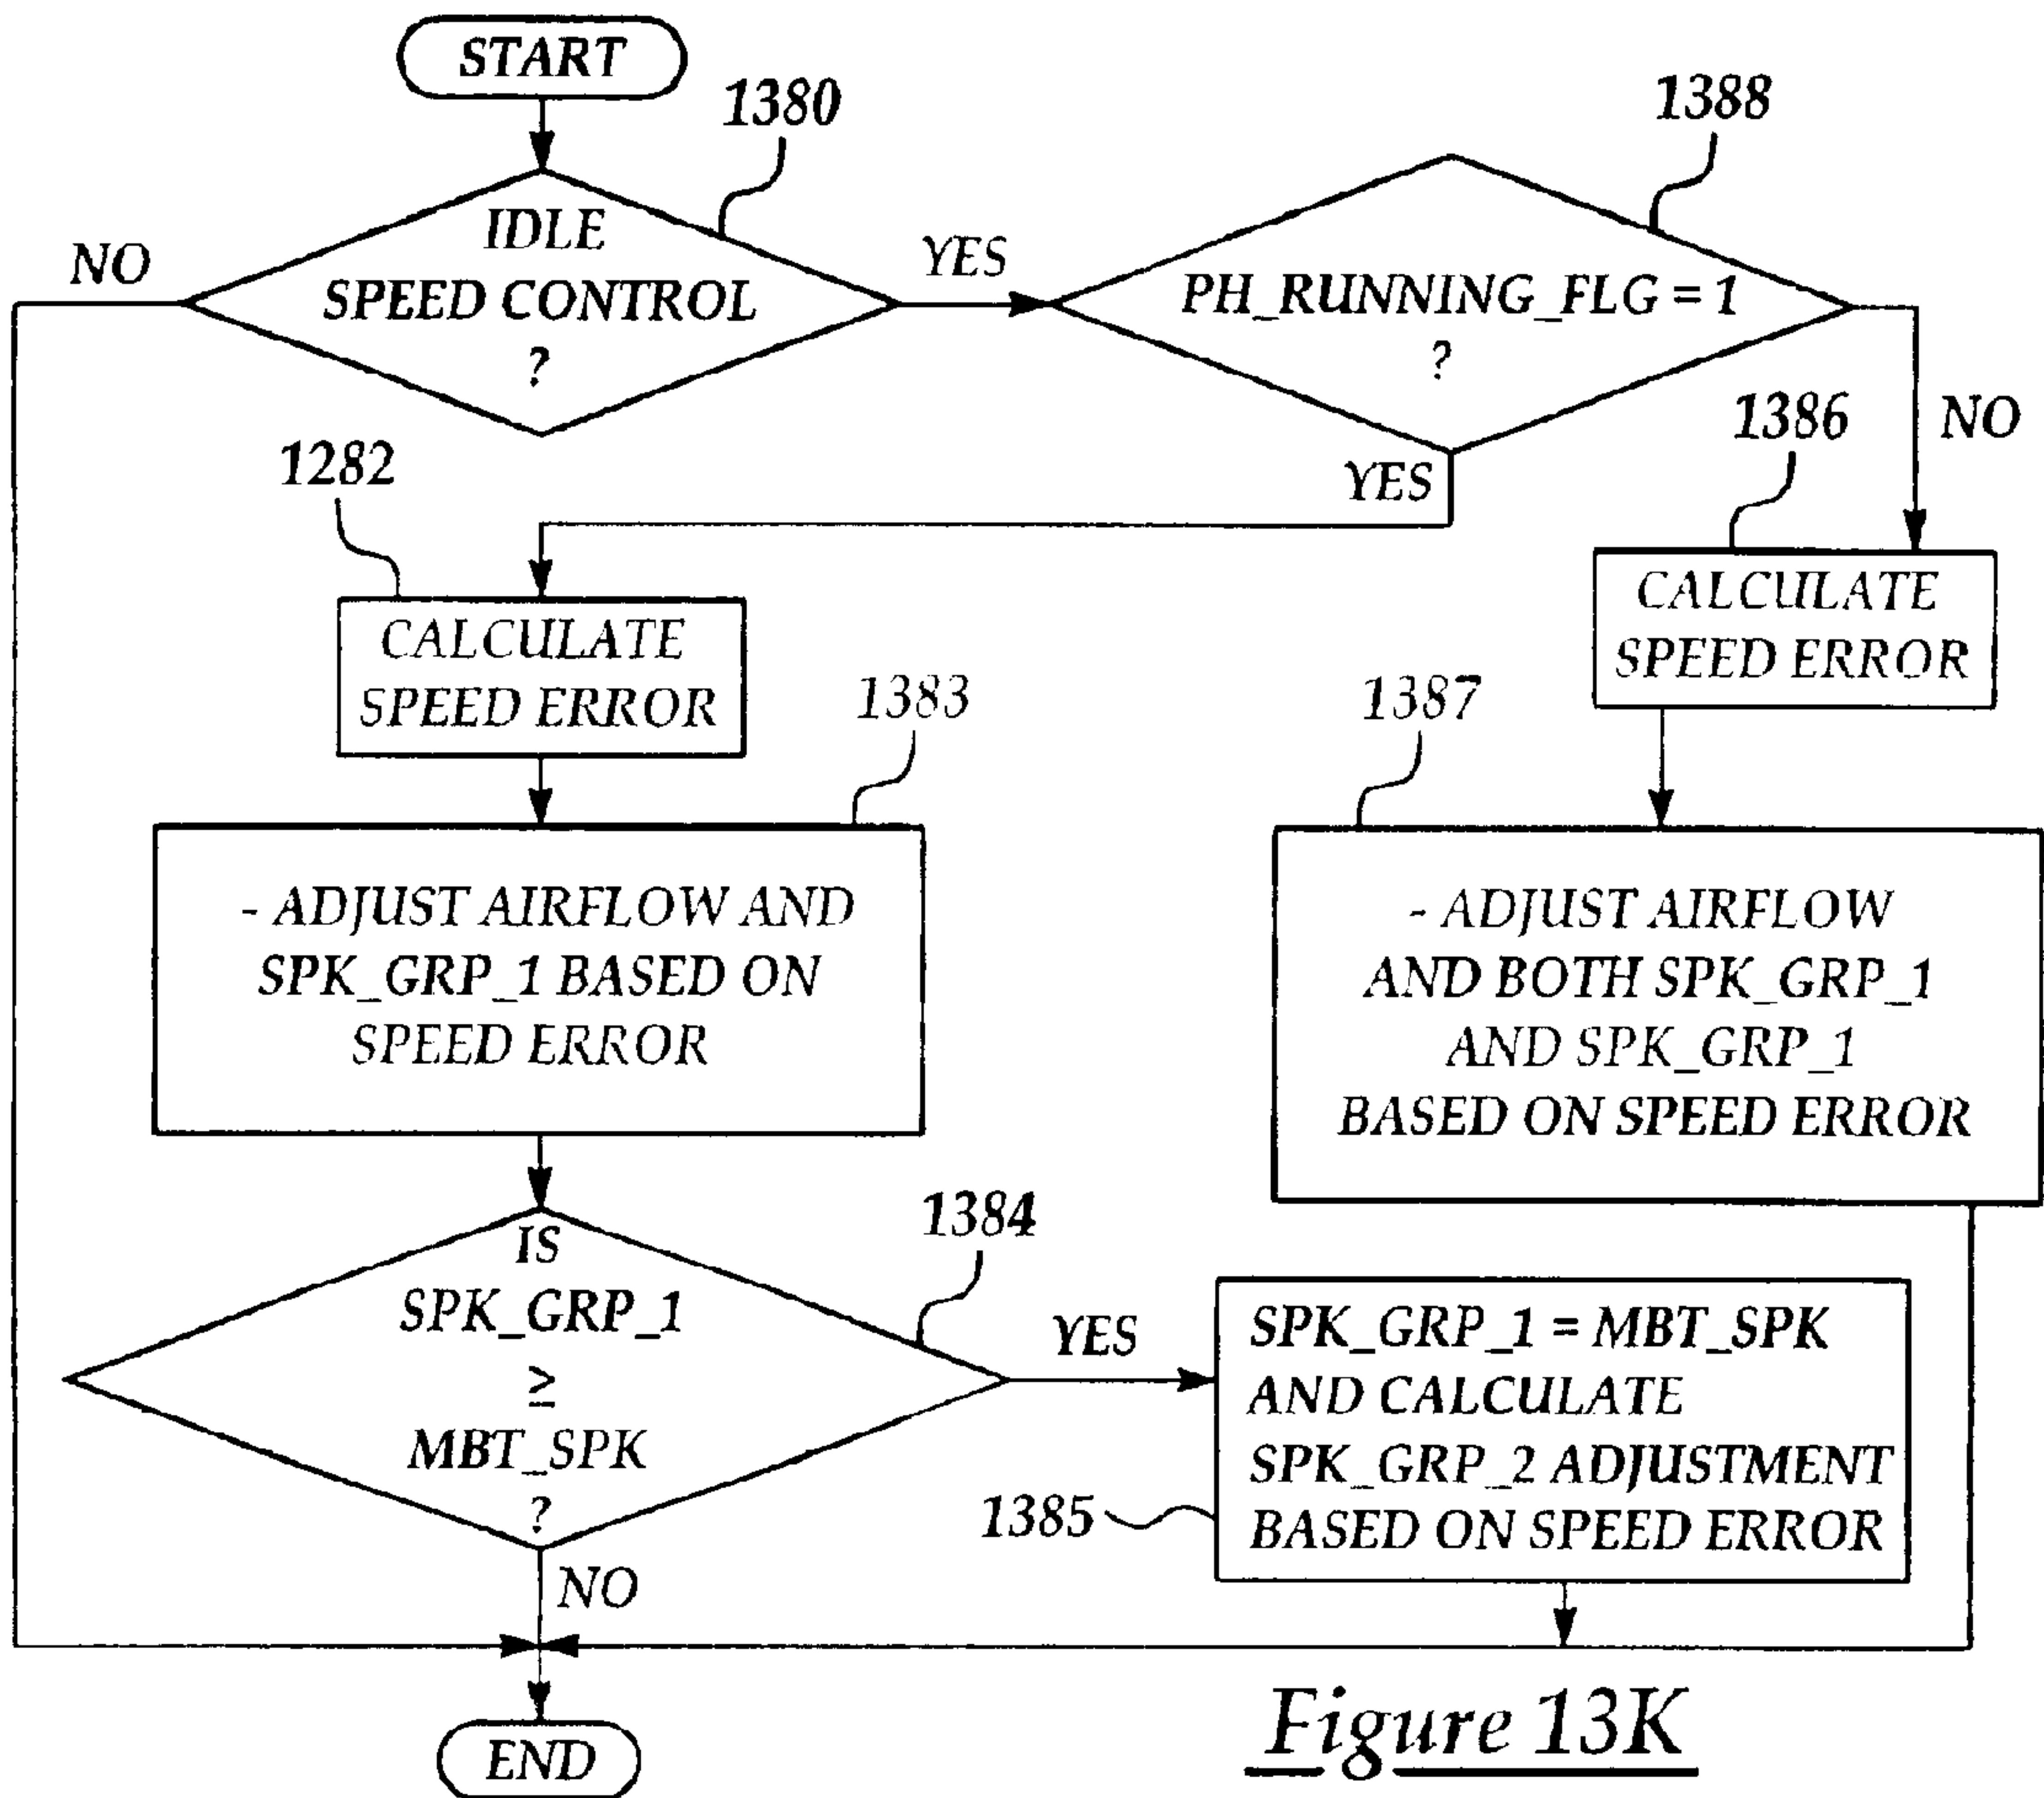 START
1380
1388
IDLE
SPEED CONTROL
?
NO
YES
PH_RUNNING_FLG = 1
?
1386
NO
YES
1282
CALCULATE
SPEED ERROR
CALCULATE
SPEED ERROR
1383
1387
- ADJUST AIRFLOW AND
SPK_GRP_1 BASED ON
SPEED ERROR
- ADJUST AIRFLOW
AND BOTH SPK_GRP_1
AND SPK_GRP_1
BASED ON SPEED ERROR
1384
IS
SPK_GRP_1
≥
MBT_SPK
?
YES
SPK_GRP_1 = MBT_SPK
AND CALCULATE
SPK_GRP_2 ADJUSTMENT
BASED ON SPEED ERROR
1385
NO
END
Figure 13K